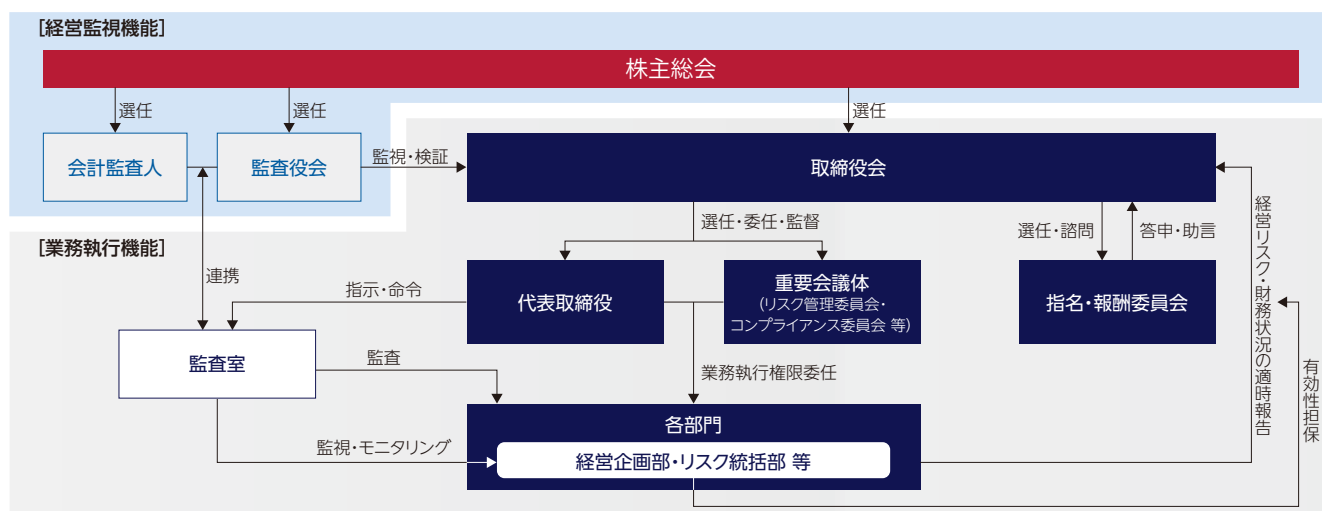 [経営監視機能]
株主総会
選任
選任
選任
会計監査人
監査役会
監視・検証
取締役会
選任・委任・監督
選任・諮問
答申・助言
[業務執行機能]
連携
指示・命令
代表取締役
重要会議体
(リスク管理委員会・
コンプライアンス委員会 等)
指名・報酬委員会
経営リスク・財務状況の適時報告
監査室
監査
業務執行権限委任
有効性担保
各部門
監視・モニタリング
経営企画部・リスク統括部 等